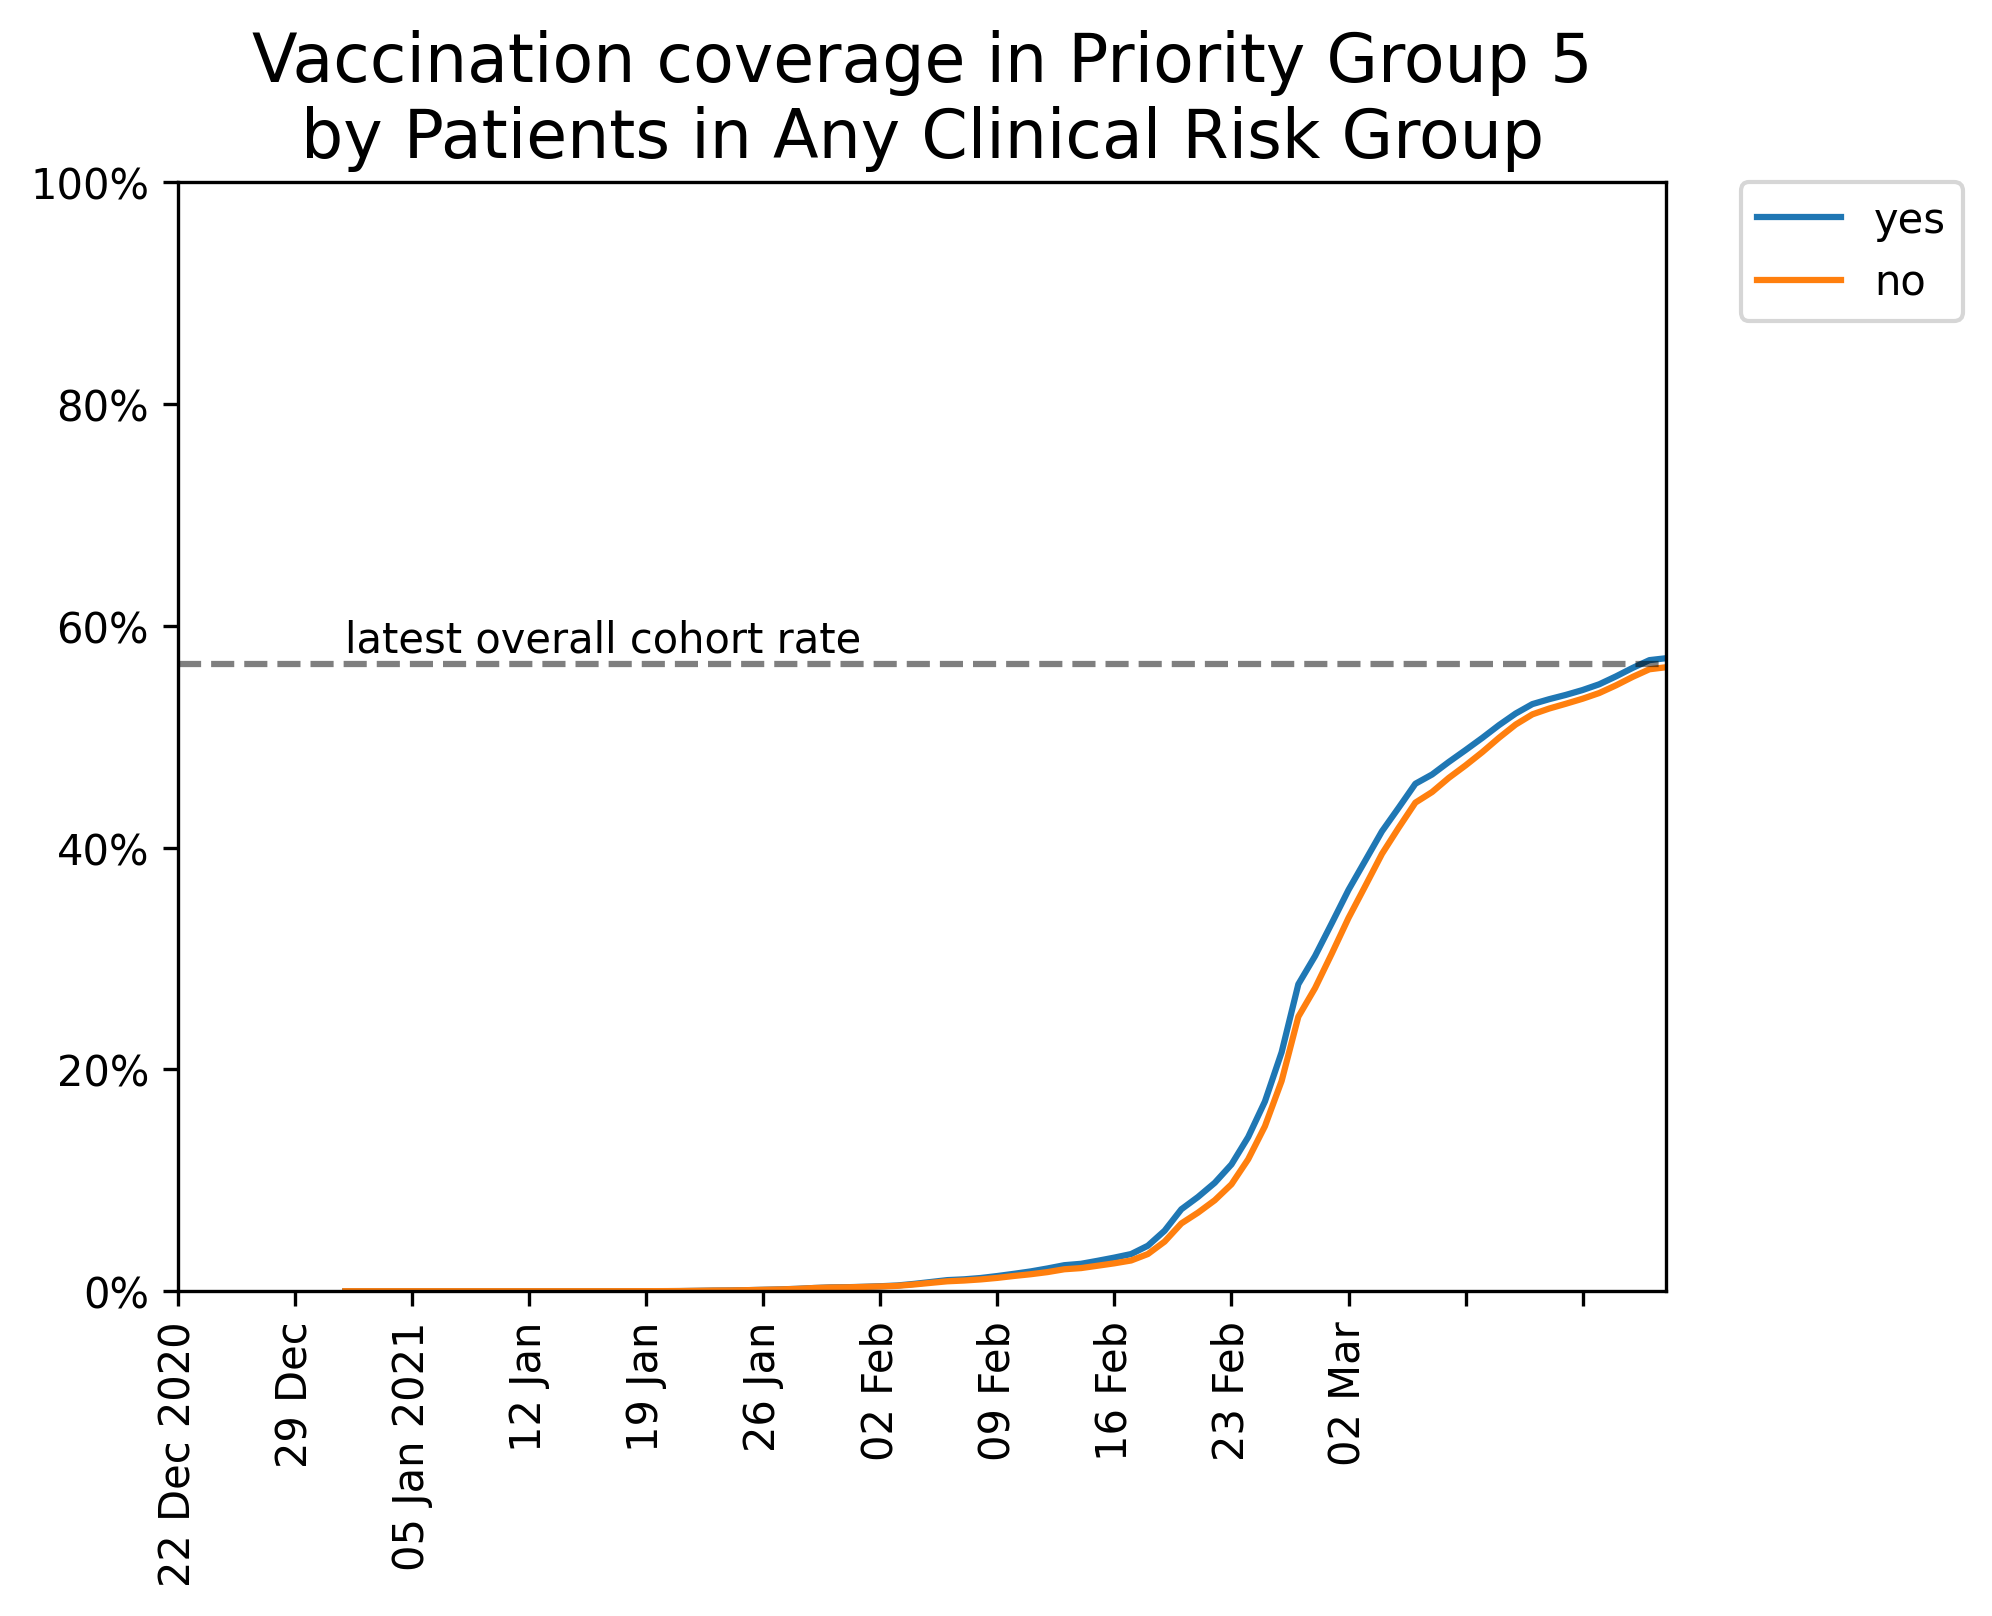 Vaccination coverage in Priority Group 5
by Patients in Any Clinical Risk Group
100%
80%
60%
40%
20%
0%
latest overall cohort rate
yes
no
22 Dec 2020
29 Dec
05 Jan 2021
12 Jan
19 Jan
26 Jan
02 Feb
09 Feb
16 Feb
23 Feb
02 Mar